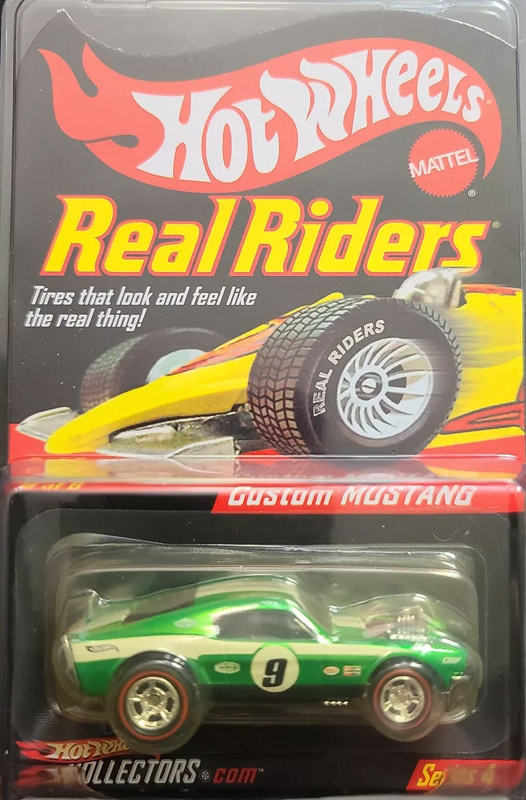 Hot Wheels
MATTEL
®
Real Riders®
Tires that look and feel like
the real thing!
REAL RIDERS
Custom MUSTANG
9
Hot Wheels
COLLECTORS.COM™
Series 4